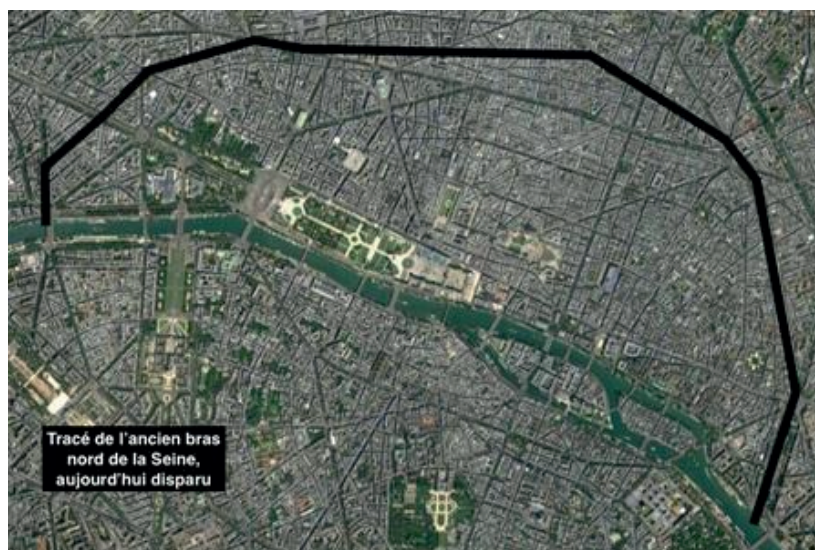 Tracé de l'ancien bras
nord de la Seine,
aujourd'hui disparu